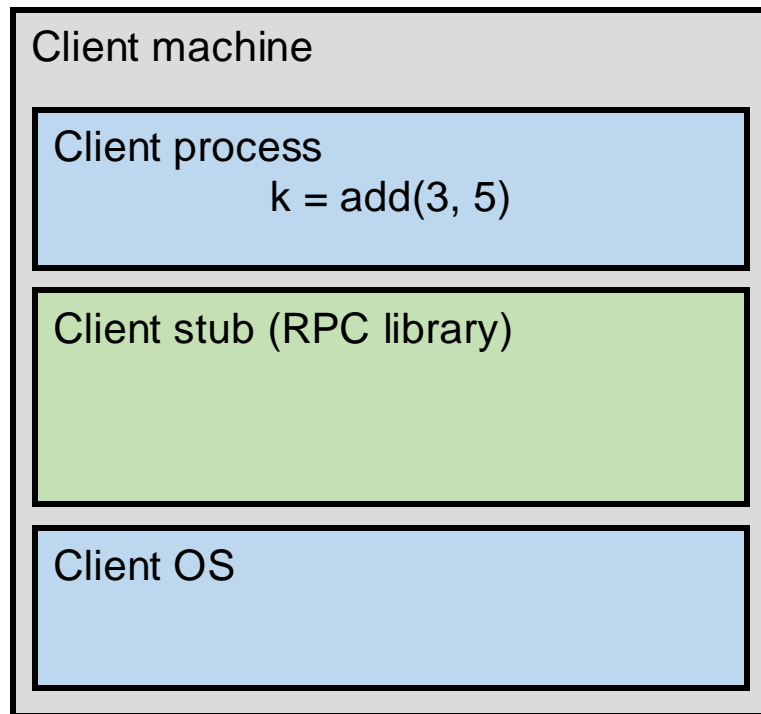 Client machine
Client process
k = add(3, 5)
Client stub (RPC library)
Client OS